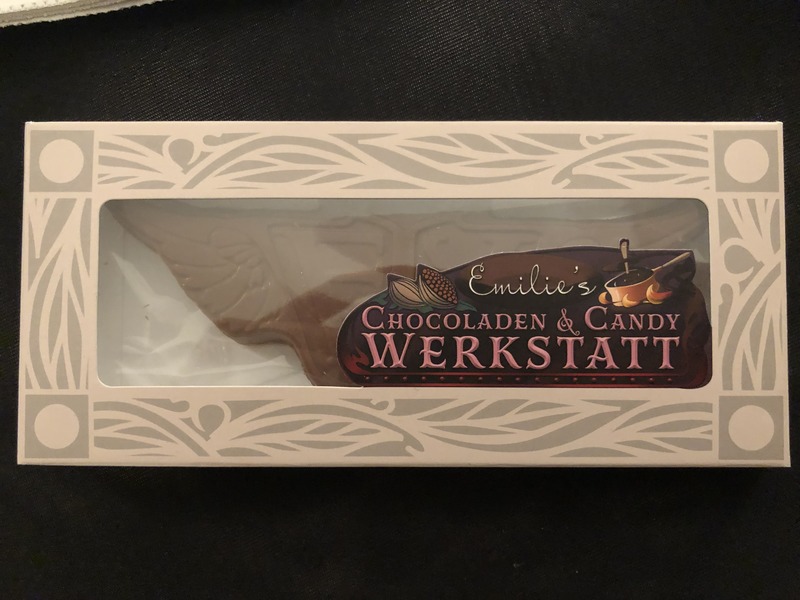 Emilie's
CHOCOLADEN & CANDY
WERKSTATT